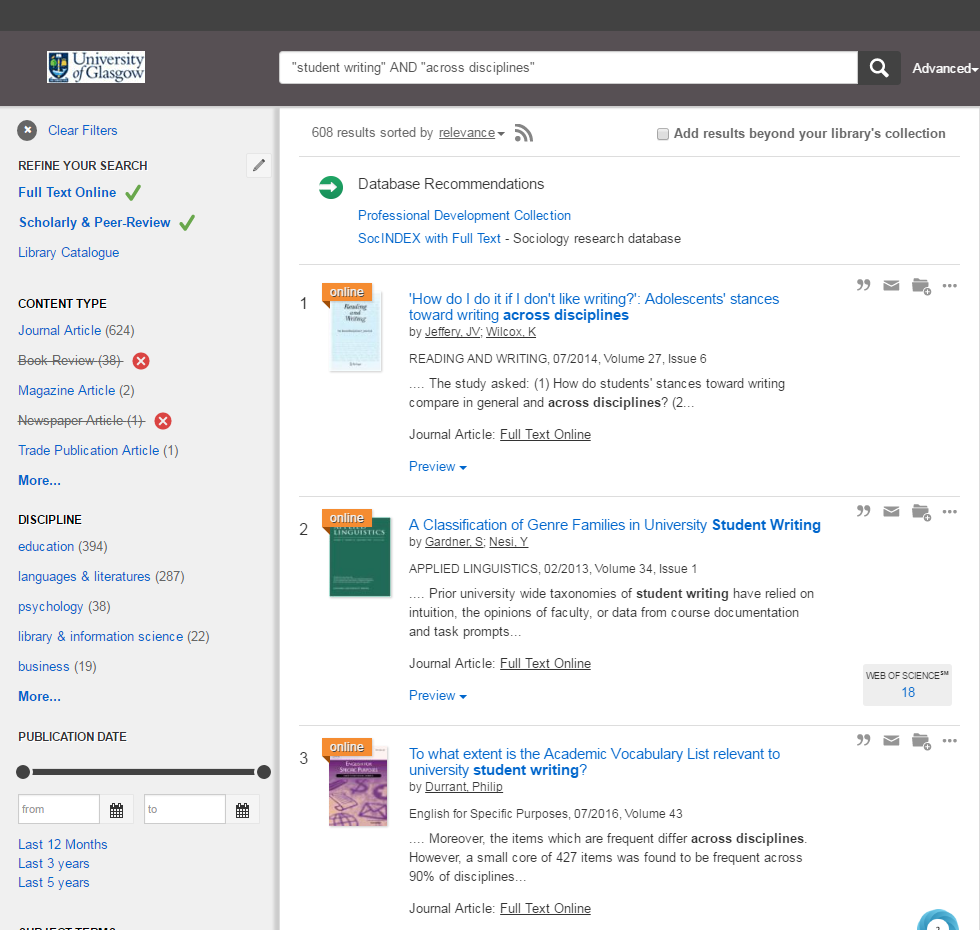 University
of Glasgow
"student writing" AND "across disciplines"
Advanced
Clear Filters
REFINE YOUR SEARCH
Full Text Online
Scholarly & Peer-Review
Library Catalogue
CONTENT TYPE
Journal Article (624)
Book Review (38)
Magazine Article (2)
Newspaper Article (1)
Trade Publication Article (1)
More...
DISCIPLINE
education (394)
languages & literatures (287)
psychology (38)
library & information science (22)
business (19)
More...
PUBLICATION DATE
from
to
Last 12 Months
Last 3 years
Last 5 years
SUBJECT TERMS
608 results sorted by relevance
Add results beyond your library's collection
Database Recommendations
Professional Development Collection
SocINDEX with Full Text - Sociology research database
1
online
Reading
and
Writing
'How do I do it if I don't like writing?': Adolescents' stances
toward writing across disciplines
by Jeffery, JV; Wilcox, K
READING AND WRITING, 07/2014, Volume 27, Issue 6
.... The study asked: (1) How do students' stances toward writing
compare in general and across disciplines? (2...
Journal Article: Full Text Online
Preview
2
online
LINGUISTICS
A Classification of Genre Families in University Student Writing
by Gardner, S; Nesi, Y
APPLIED LINGUISTICS, 02/2013, Volume 34, Issue 1
.... Prior university wide taxonomies of student writing have relied on
intuition, the opinions of faculty, or data from course documentation
and task prompts...
Journal Article: Full Text Online
Preview
WEB OF SCIENCE℠
18
3
online
ENGLISH FOR
SPECIFIC PURPOSES
To what extent is the Academic Vocabulary List relevant to
university student writing?
by Durrant, Philip
English for Specific Purposes, 07/2016, Volume 43
.... Moreover, the items which are frequent differ across disciplines.
However, a small core of 427 items was found to be frequent across
90% of disciplines...
Journal Article: Full Text Online